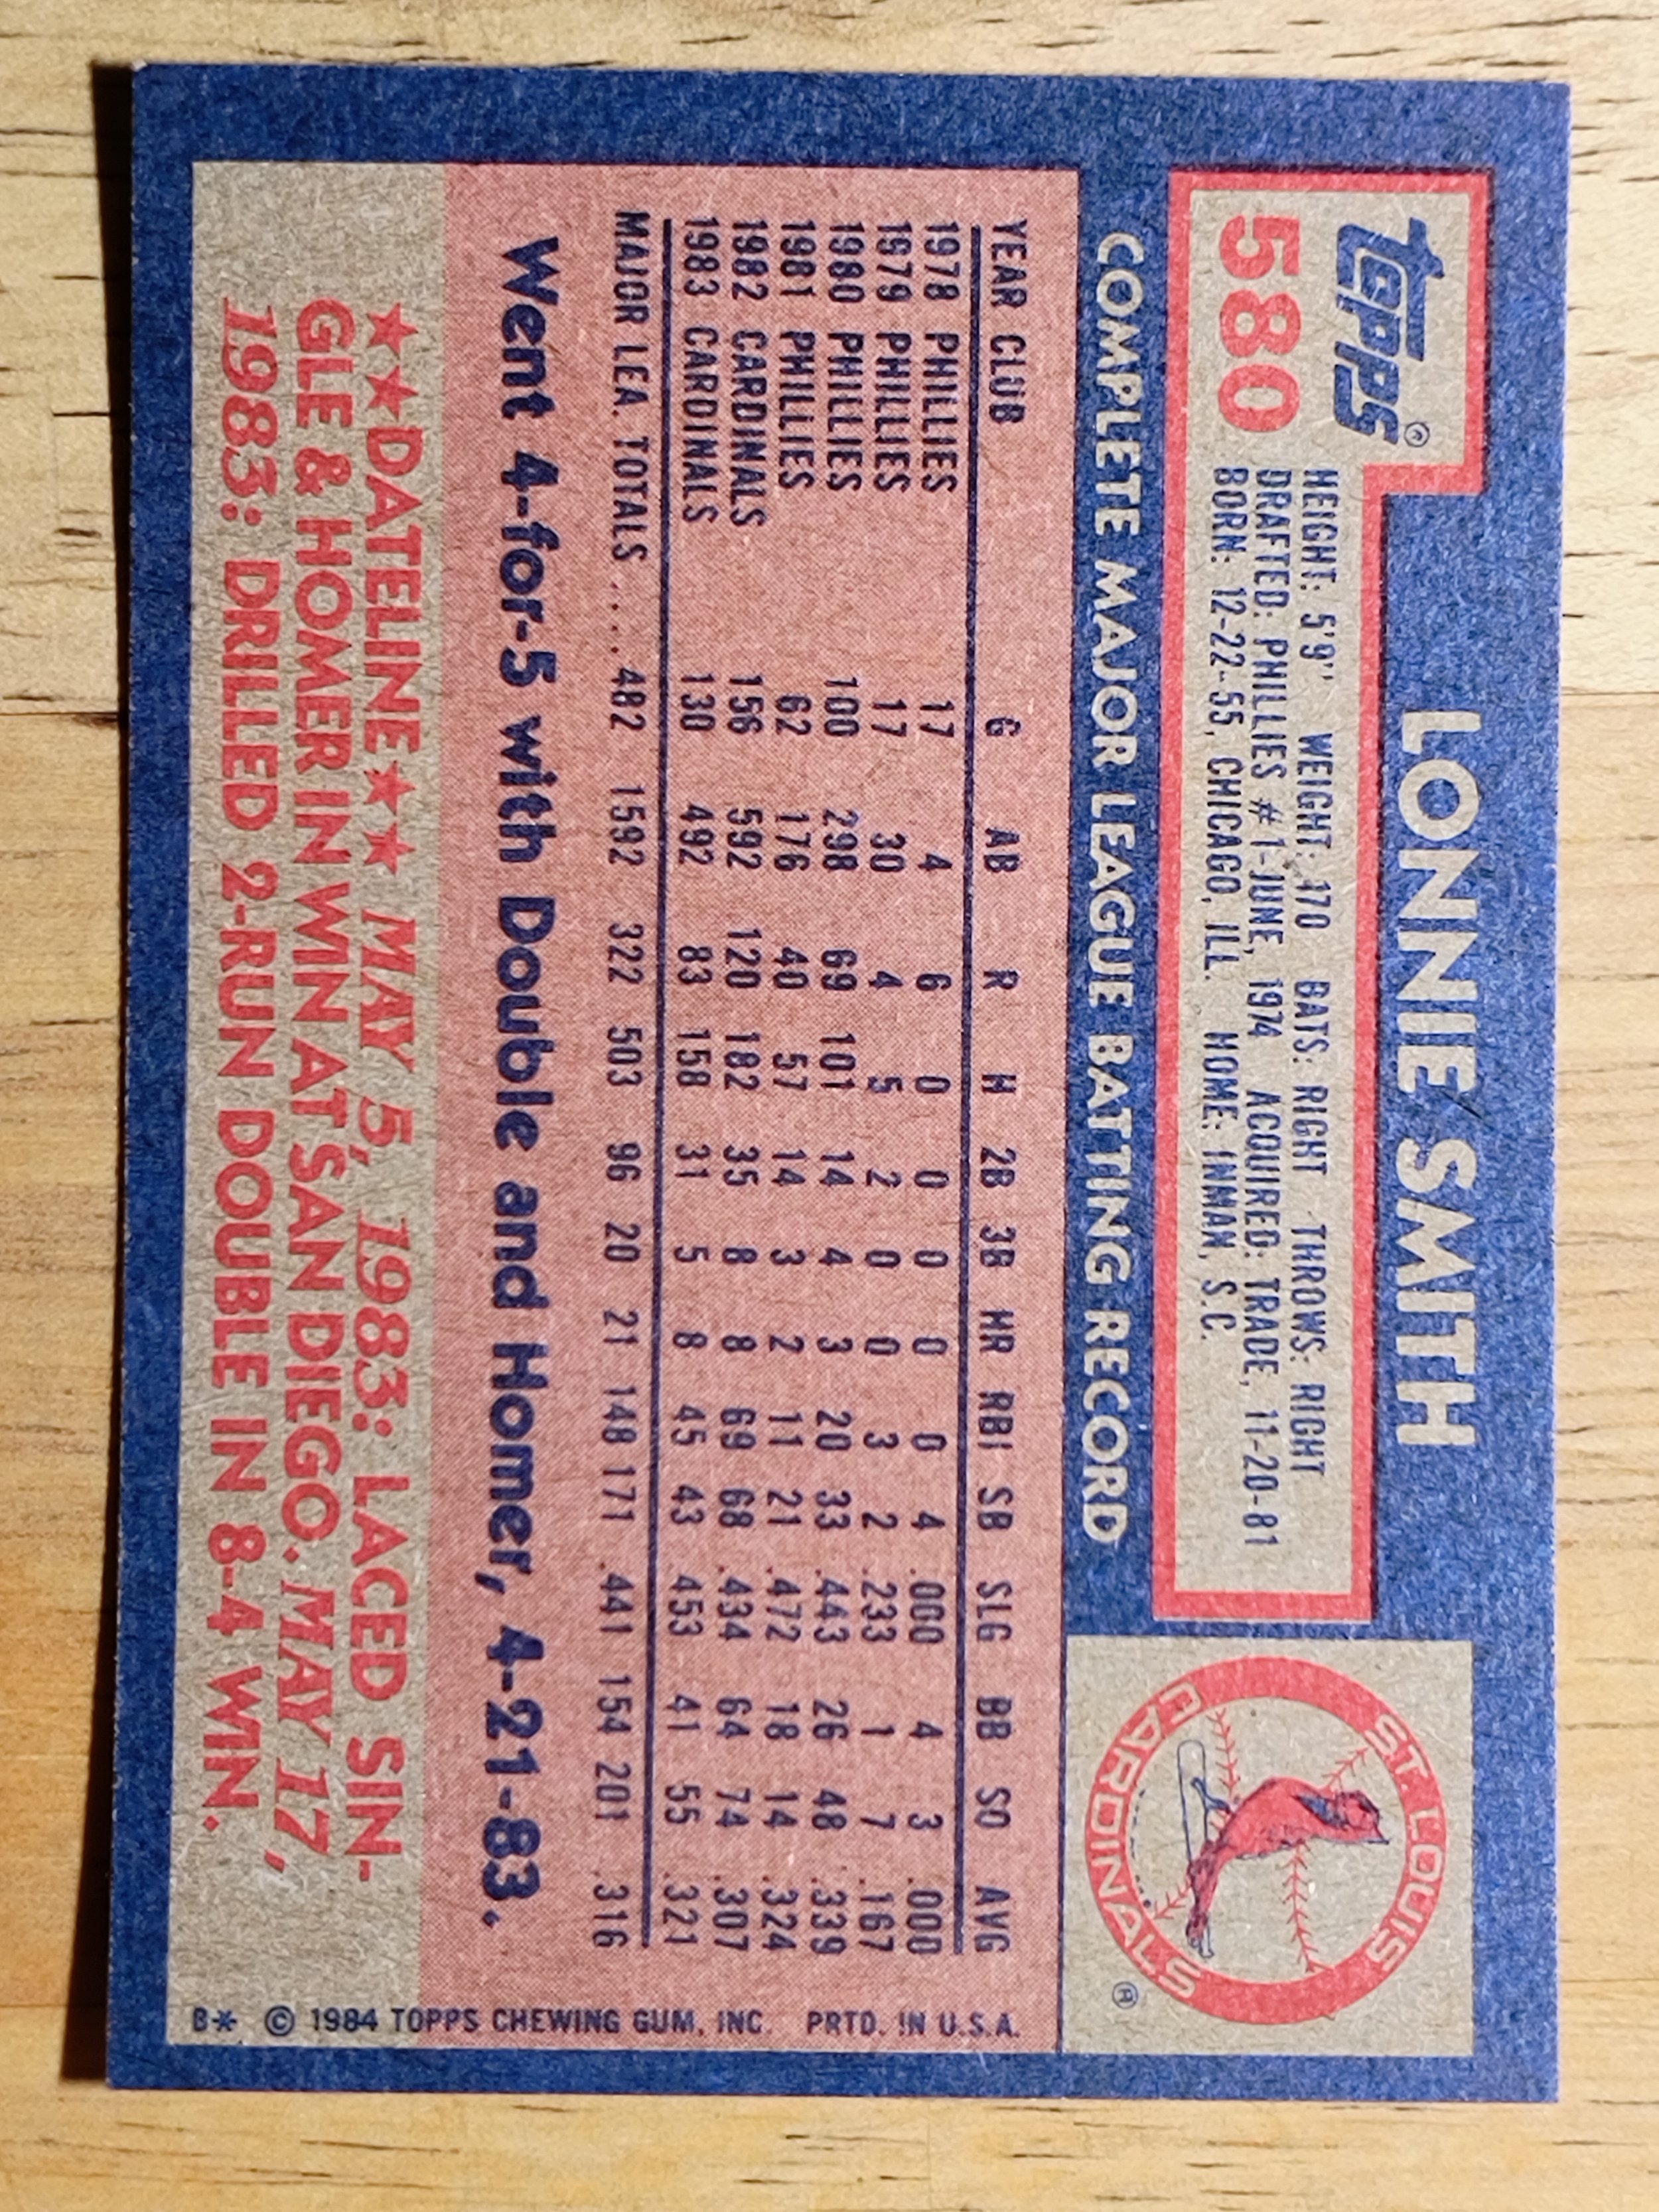 LONNIE SMITH
topps®
580
HEIGHT: 5'9" WEIGHT: 170 BATS: RIGHT THROWS: RIGHT
DRAFTED: PHILLIES #1-JUNE, 1974 ACQUIRED: TRADE, 11-20-81
BORN: 12-22-55, CHICAGO, ILL. HOME: INMAN, S.C.
ST. LOUIS
CARDINALS
®
COMPLETE MAJOR LEAGUE BATTING RECORD
YEAR CLUB G AB R H 2B 3B HR RBI SB SLG BB SO AVG
1978 PHILLIES 17 4 6 0 0 0 0 0 4 .000 4 3 .000
1979 PHILLIES 17 30 4 5 2 0 0 3 2 .233 1 7 .167
1980 PHILLIES 100 298 69 101 14 4 3 20 33 .443 26 48 .339
1981 PHILLIES 62 176 40 57 14 3 2 11 21 .472 18 14 .324
1982 CARDINALS 156 592 120 182 35 8 8 69 68 .434 64 74 .307
1983 CARDINALS 130 492 83 158 31 5 8 45 43 .453 41 55 .321
MAJOR LEA. TOTALS ..... 482 1592 322 503 96 20 21 148 171 .441 154 201 .316
Went 4-for-5 with Double and Homer, 4-21-83.
★★DATELINE★★ MAY 5, 1983: LACED SIN-
GLE & HOMER IN WIN AT SAN DIEGO. MAY 17,
1983: DRILLED 2-RUN DOUBLE IN 8-4 WIN.
B* © 1984 TOPPS CHEWING GUM, INC. PRTD. IN U.S.A.